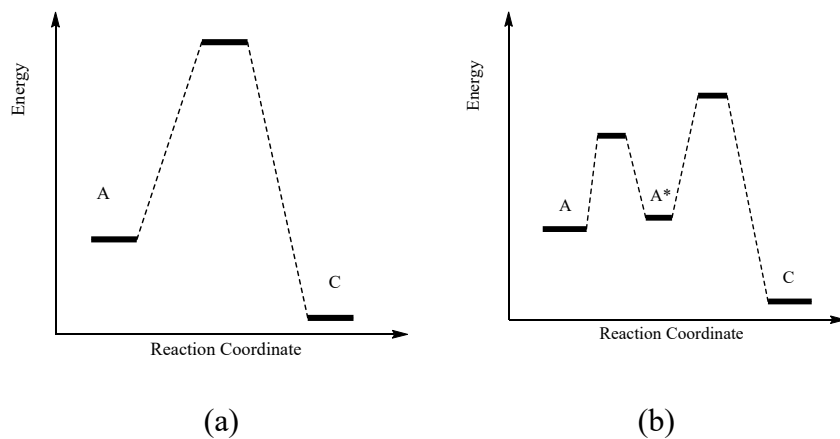 Energy
A
C
Reaction Coordinate
(a)
Energy
A
A*
C
Reaction Coordinate
(b)